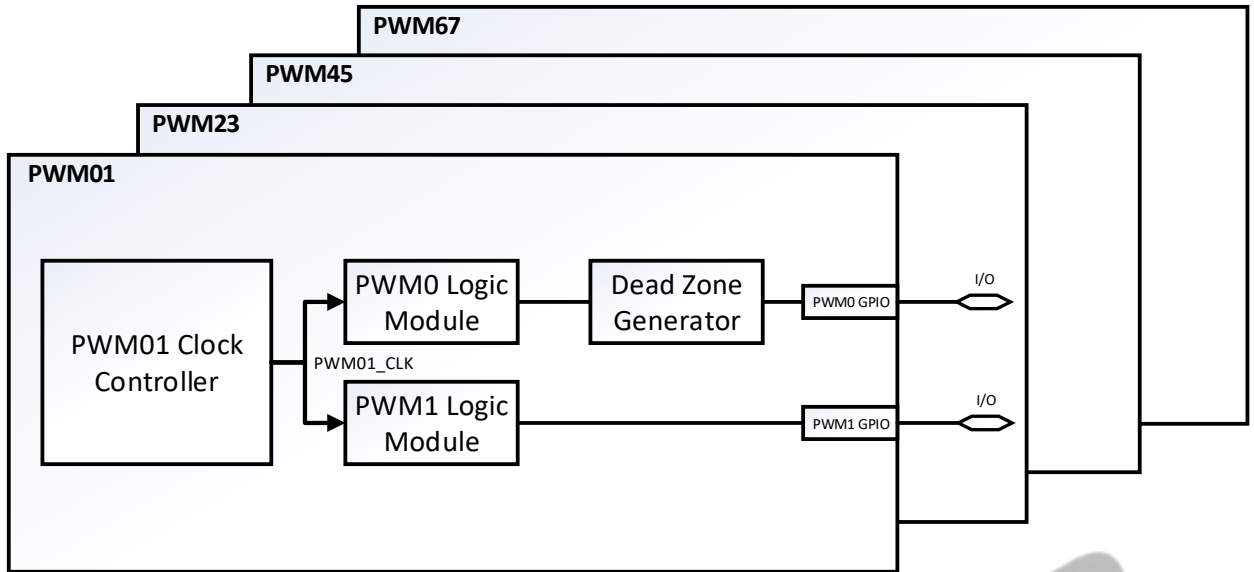 PWM67
PWM45
PWM23
PWM01
PWM01 Clock
Controller
PWM01_CLK
PWM0 Logic
Module
Dead Zone
Generator
PWM0 GPIO
I/O
PWM1 Logic
Module
PWM1 GPIO
I/O